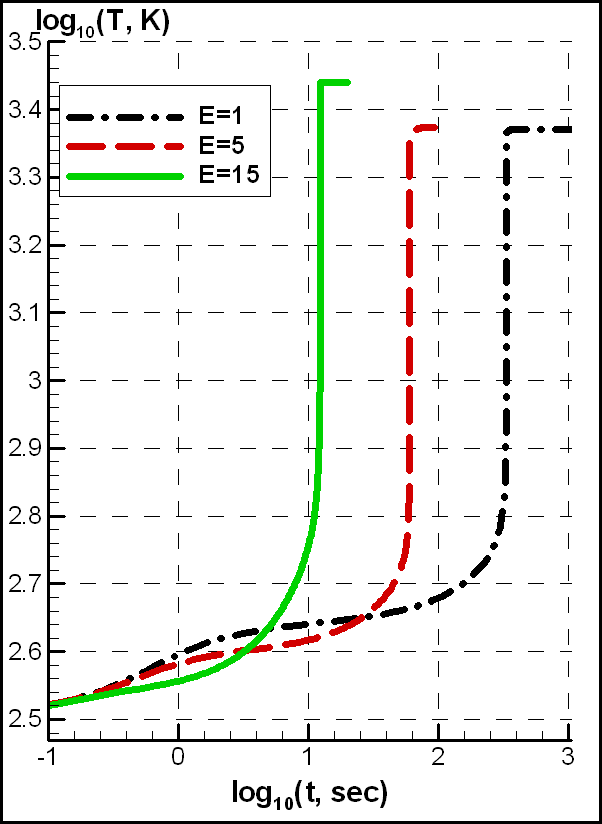 log₁₀(T, K)
3.5
3.4
E=1
E=5
E=15
3.3
3.2
3.1
3
2.9
2.8
2.7
2.6
2.5
-1 0 1 2 3
log₁₀(t, sec)